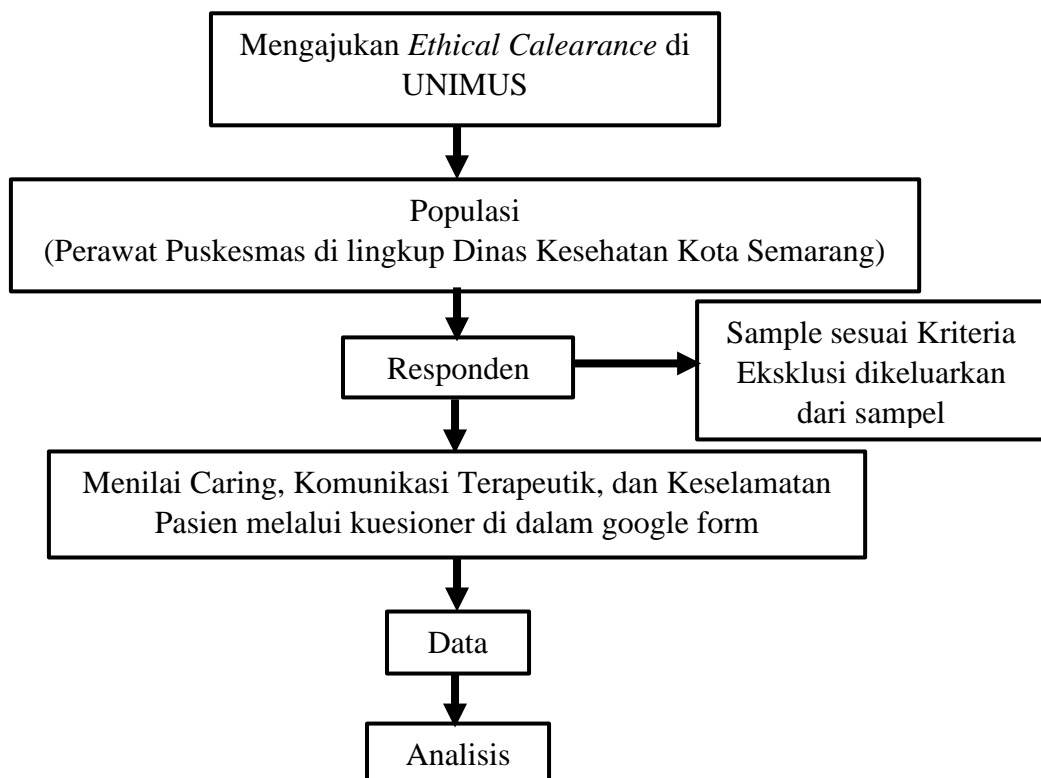 Mengajukan Ethical Calearance di
UNIMUS
Populasi
(Perawat Puskesmas di lingkup Dinas Kesehatan Kota Semarang)
Responden
Sample sesuai Kriteria
Eksklusi dikeluarkan
dari sampel
Menilai Caring, Komunikasi Terapeutik, dan Keselamatan
Pasien melalui kuesioner di dalam google form
Data
Analisis